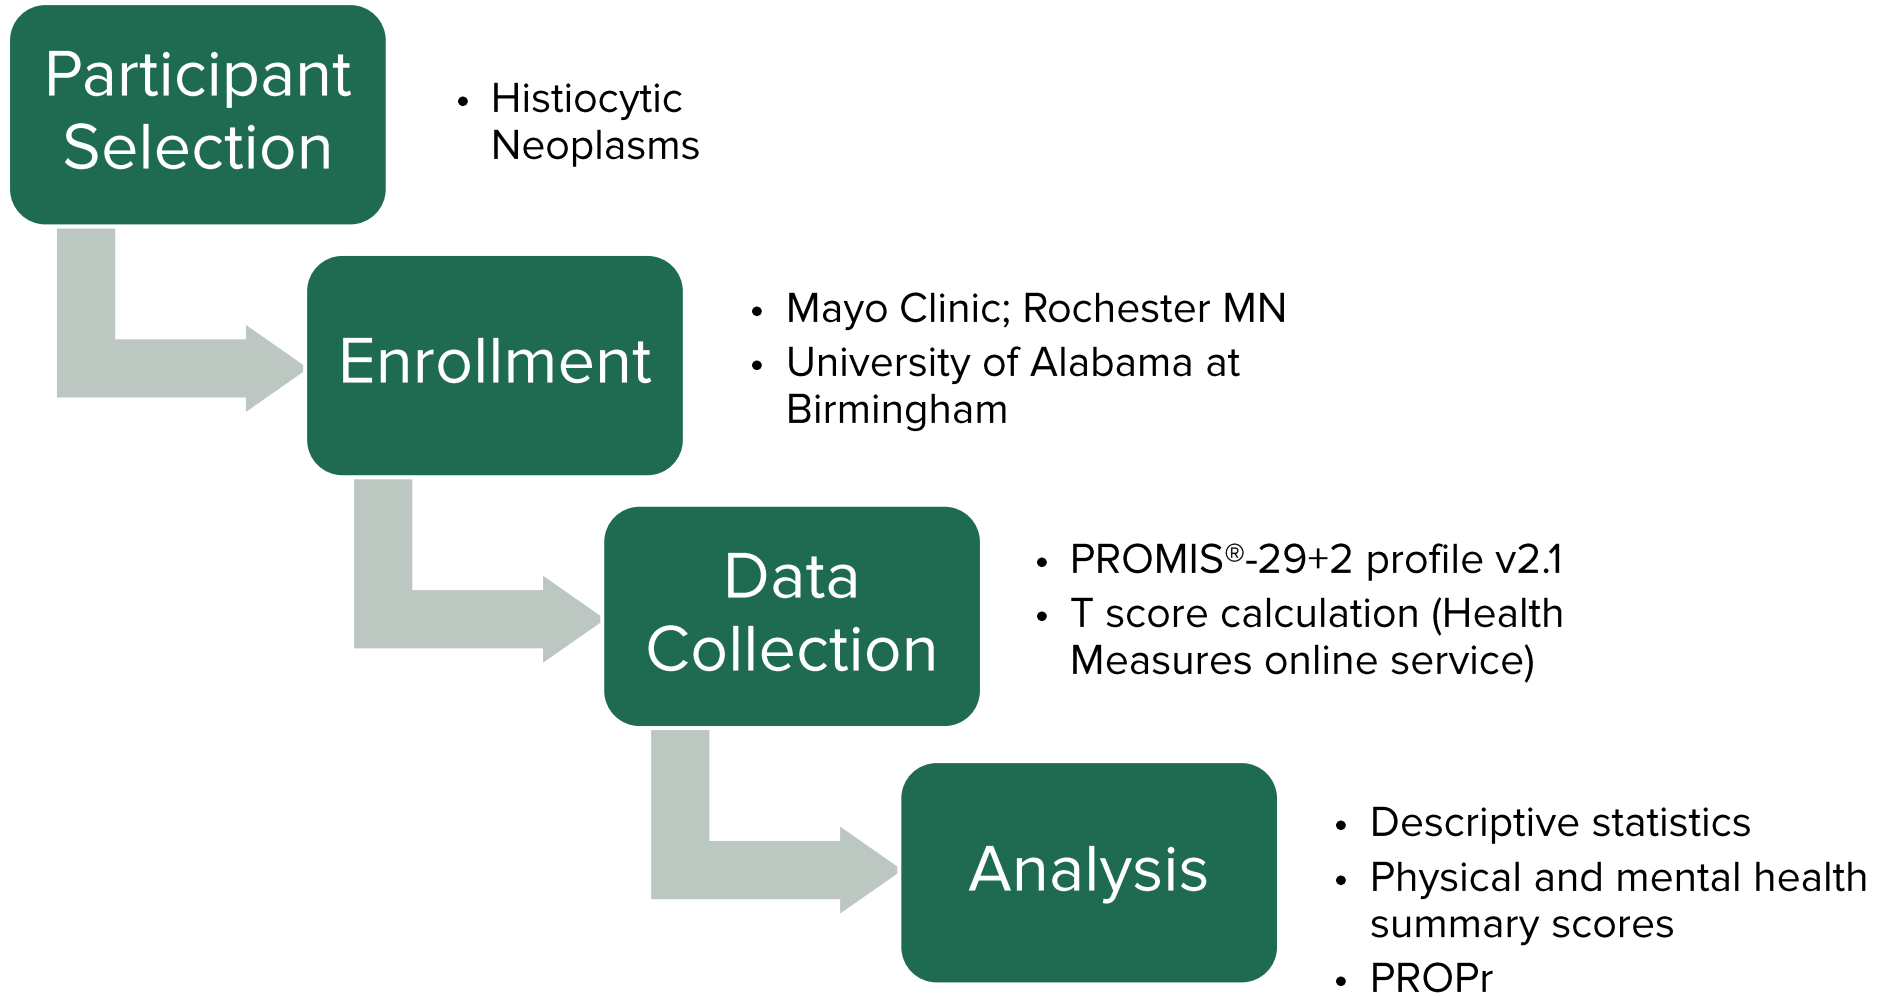 Participant
Selection
• Histiocytic
Neoplasms
Enrollment
• Mayo Clinic; Rochester MN
• University of Alabama at
Birmingham
Data
Collection
• PROMIS®-29+2 profile v2.1
• T score calculation (Health
Measures online service)
Analysis
• Descriptive statistics
• Physical and mental health
summary scores
• PROPr